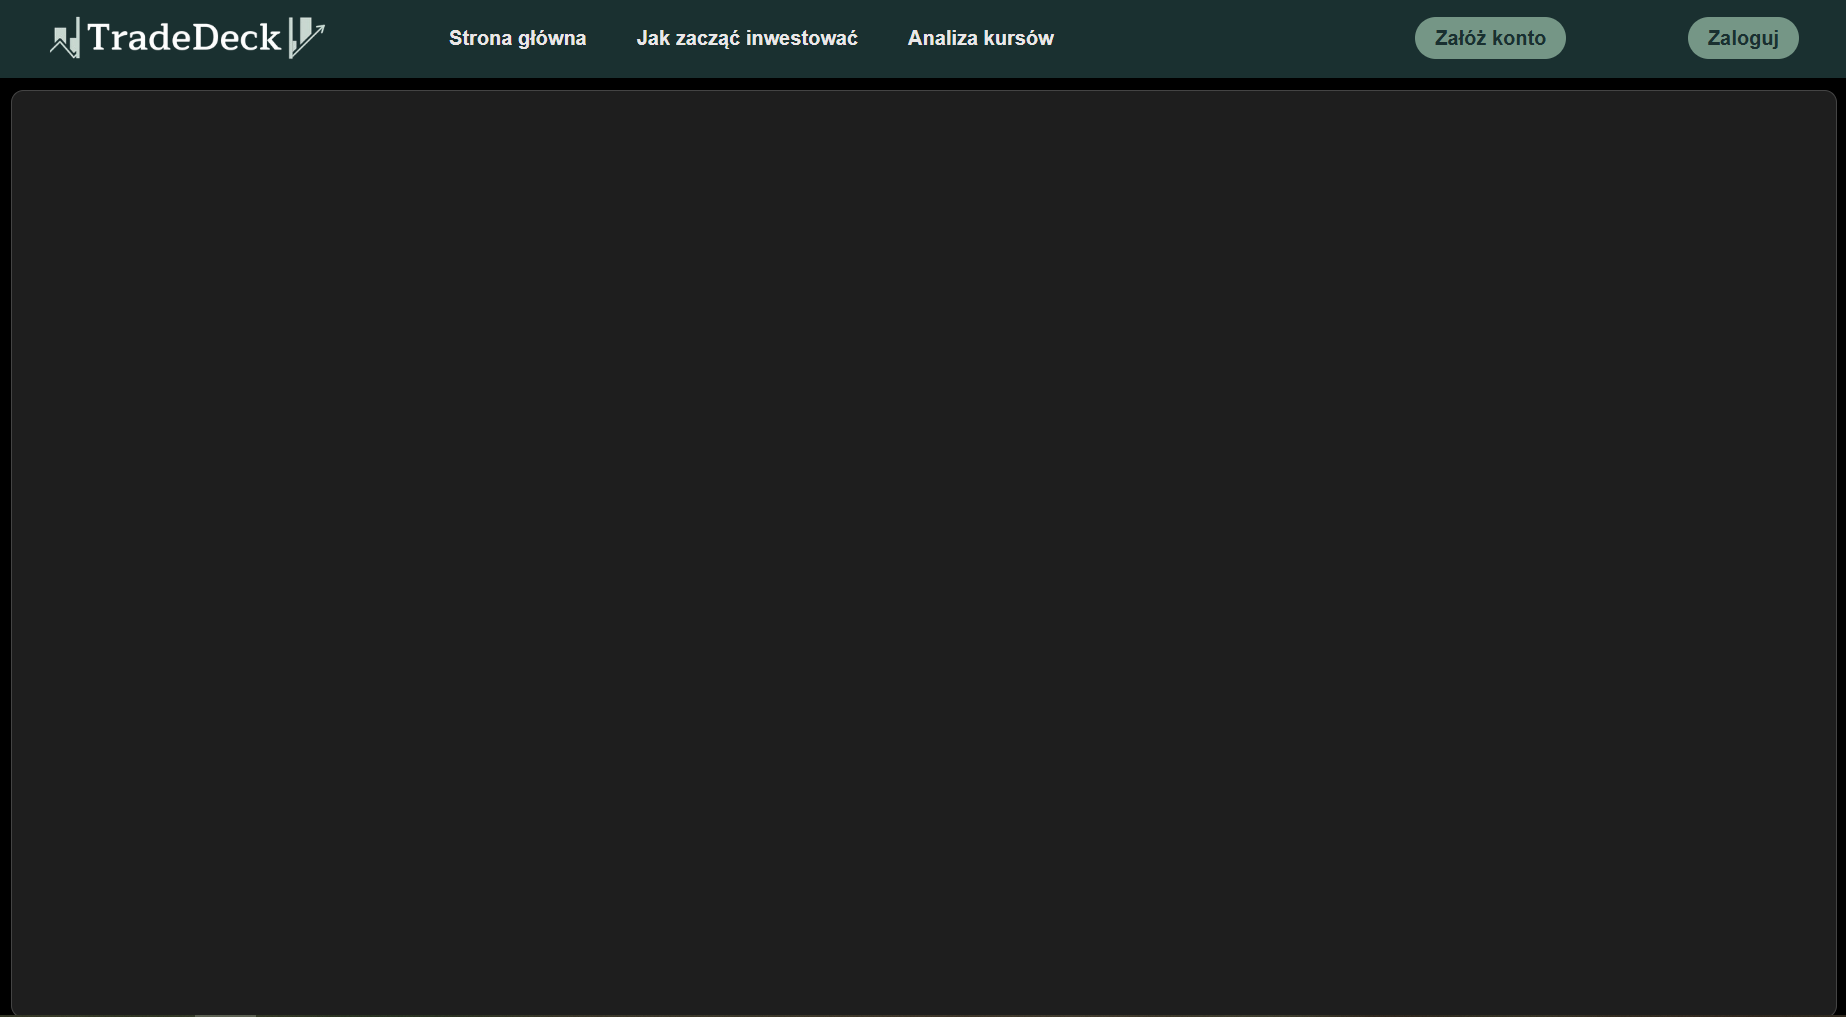 TradeDeck
Strona główna
Jak zacząć inwestować
Analiza kursów
Załóż konto
Zaloguj